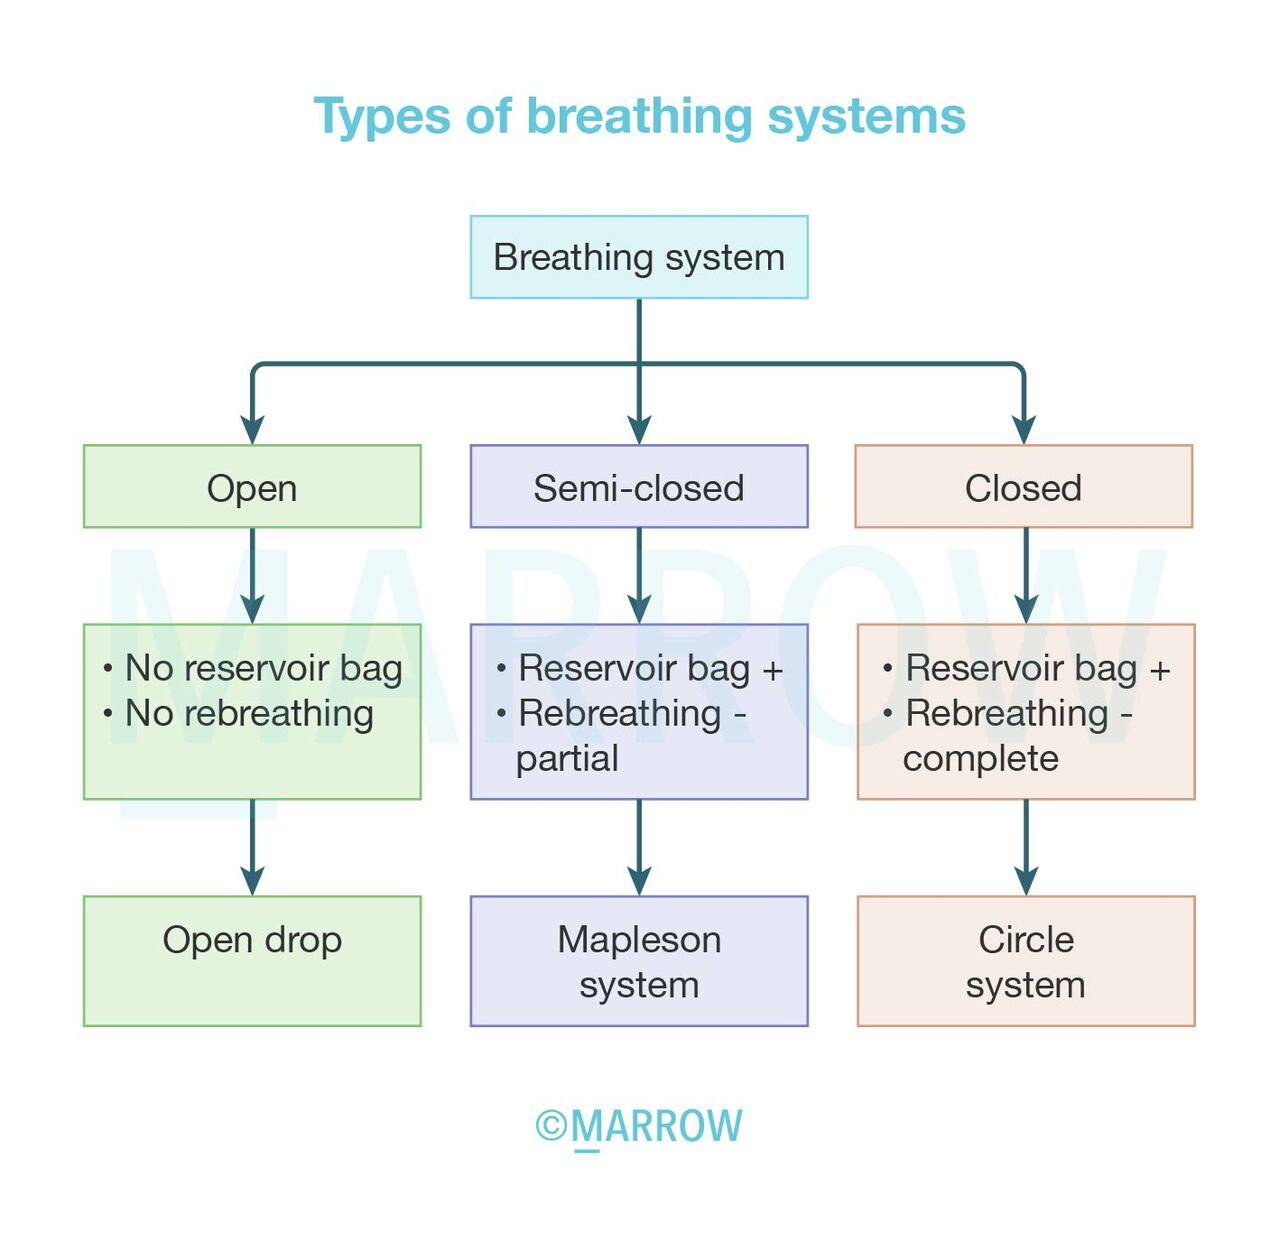 Types of breathing systems
Breathing system
Open
Semi-closed
Closed
• No reservoir bag
• No rebreathing
• Reservoir bag +
• Rebreathing -
partial
• Reservoir bag +
• Rebreathing -
complete
Open drop
Mapleson
system
Circle
system
MARROW
©MARROW